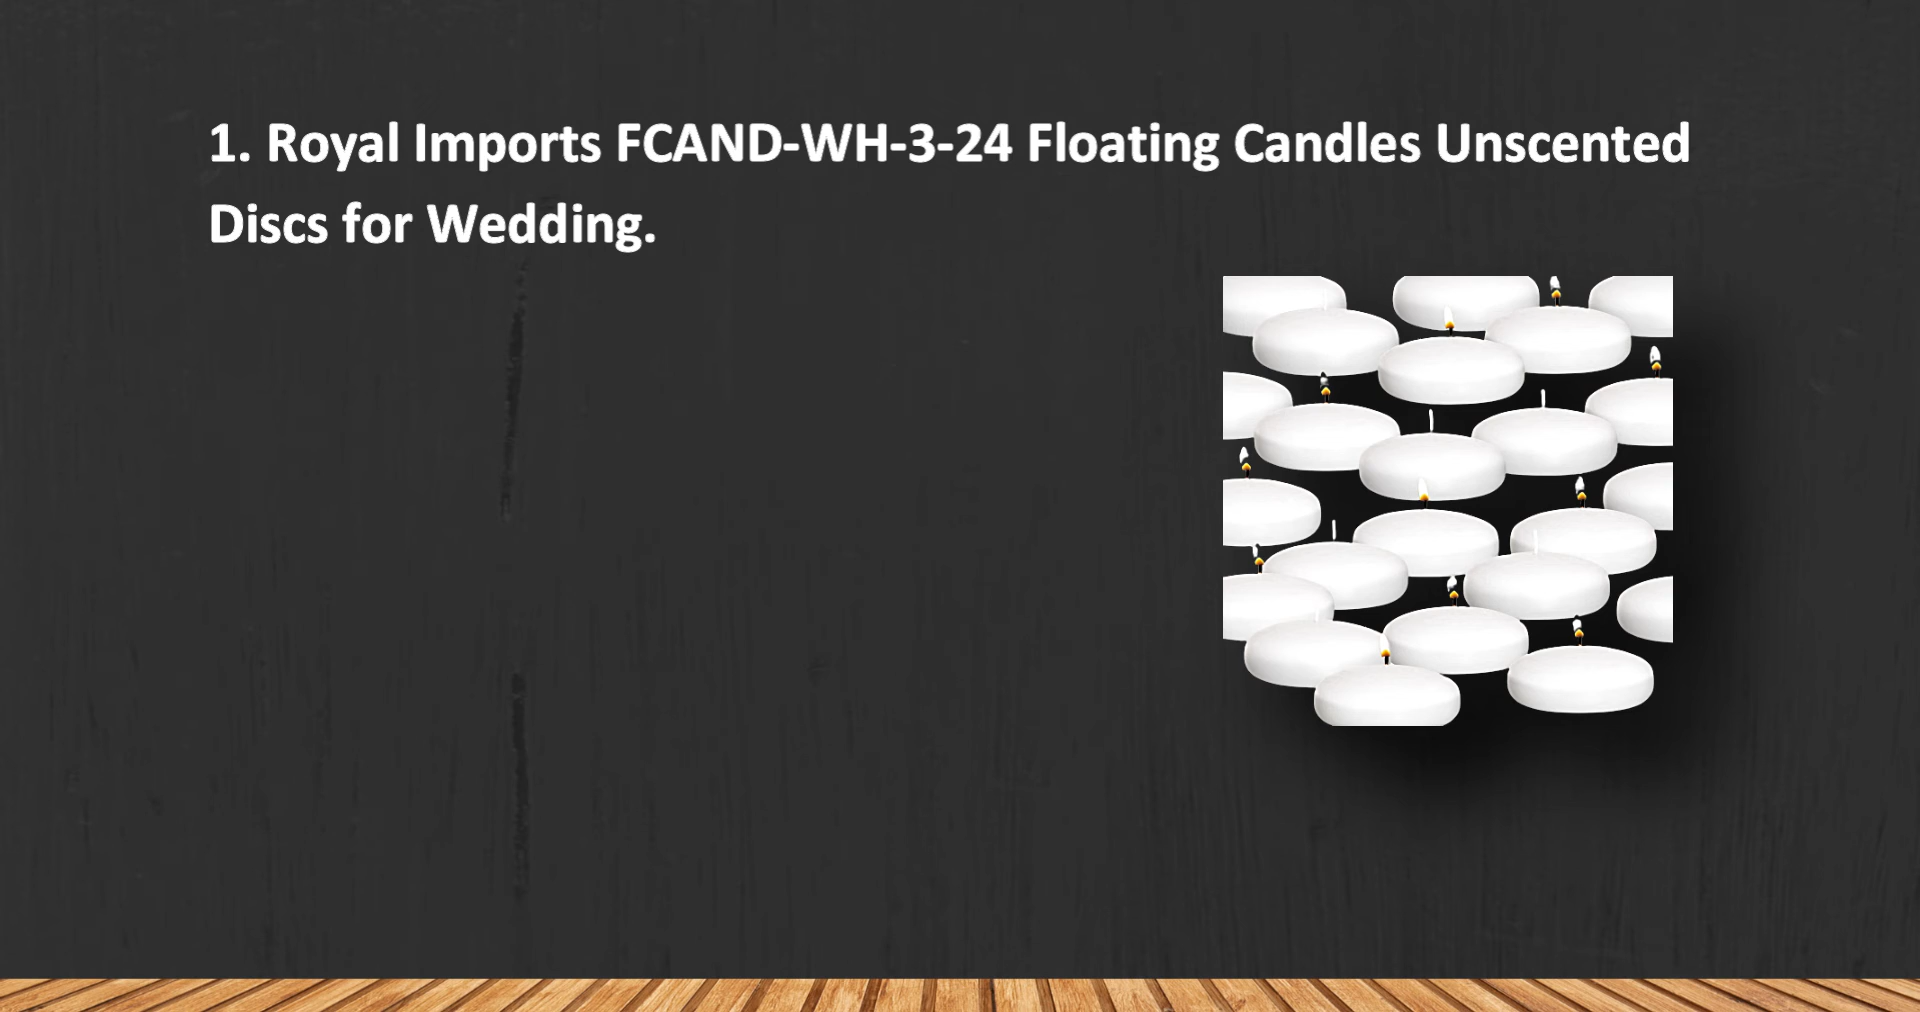 1. Royal Imports FCAND-WH-3-24 Floating Candles Unscented
Discs for Wedding.